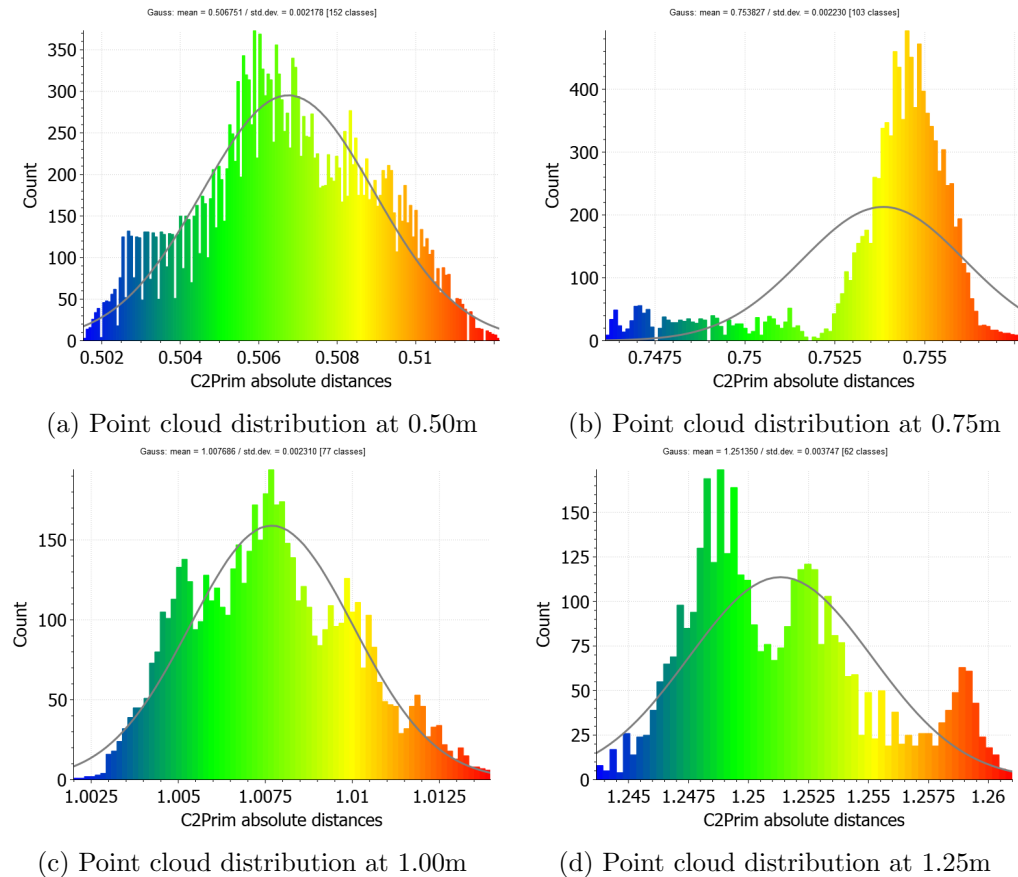 Gauss: mean = 0.506751 / std.dev. = 0.002178 [152 classes]
350
300
250
200
150
100
50
0
Count
0.502 0.504 0.506 0.508 0.51
C2Prim absolute distances
(a) Point cloud distribution at 0.50m
Gauss: mean = 0.753827 / std.dev. = 0.002230 [103 classes]
400
300
200
100
0
Count
0.7475 0.75 0.7525 0.755
C2Prim absolute distances
(b) Point cloud distribution at 0.75m
Gauss: mean = 1.007686 / std.dev. = 0.002310 [77 classes]
150
100
50
0
Count
1.0025 1.005 1.0075 1.01 1.0125
C2Prim absolute distances
(c) Point cloud distribution at 1.00m
Gauss: mean = 1.251350 / std.dev. = 0.003747 [62 classes]
150
125
100
75
50
25
0
Count
1.245 1.2475 1.25 1.2525 1.255 1.2575 1.26
C2Prim absolute distances
(d) Point cloud distribution at 1.25m